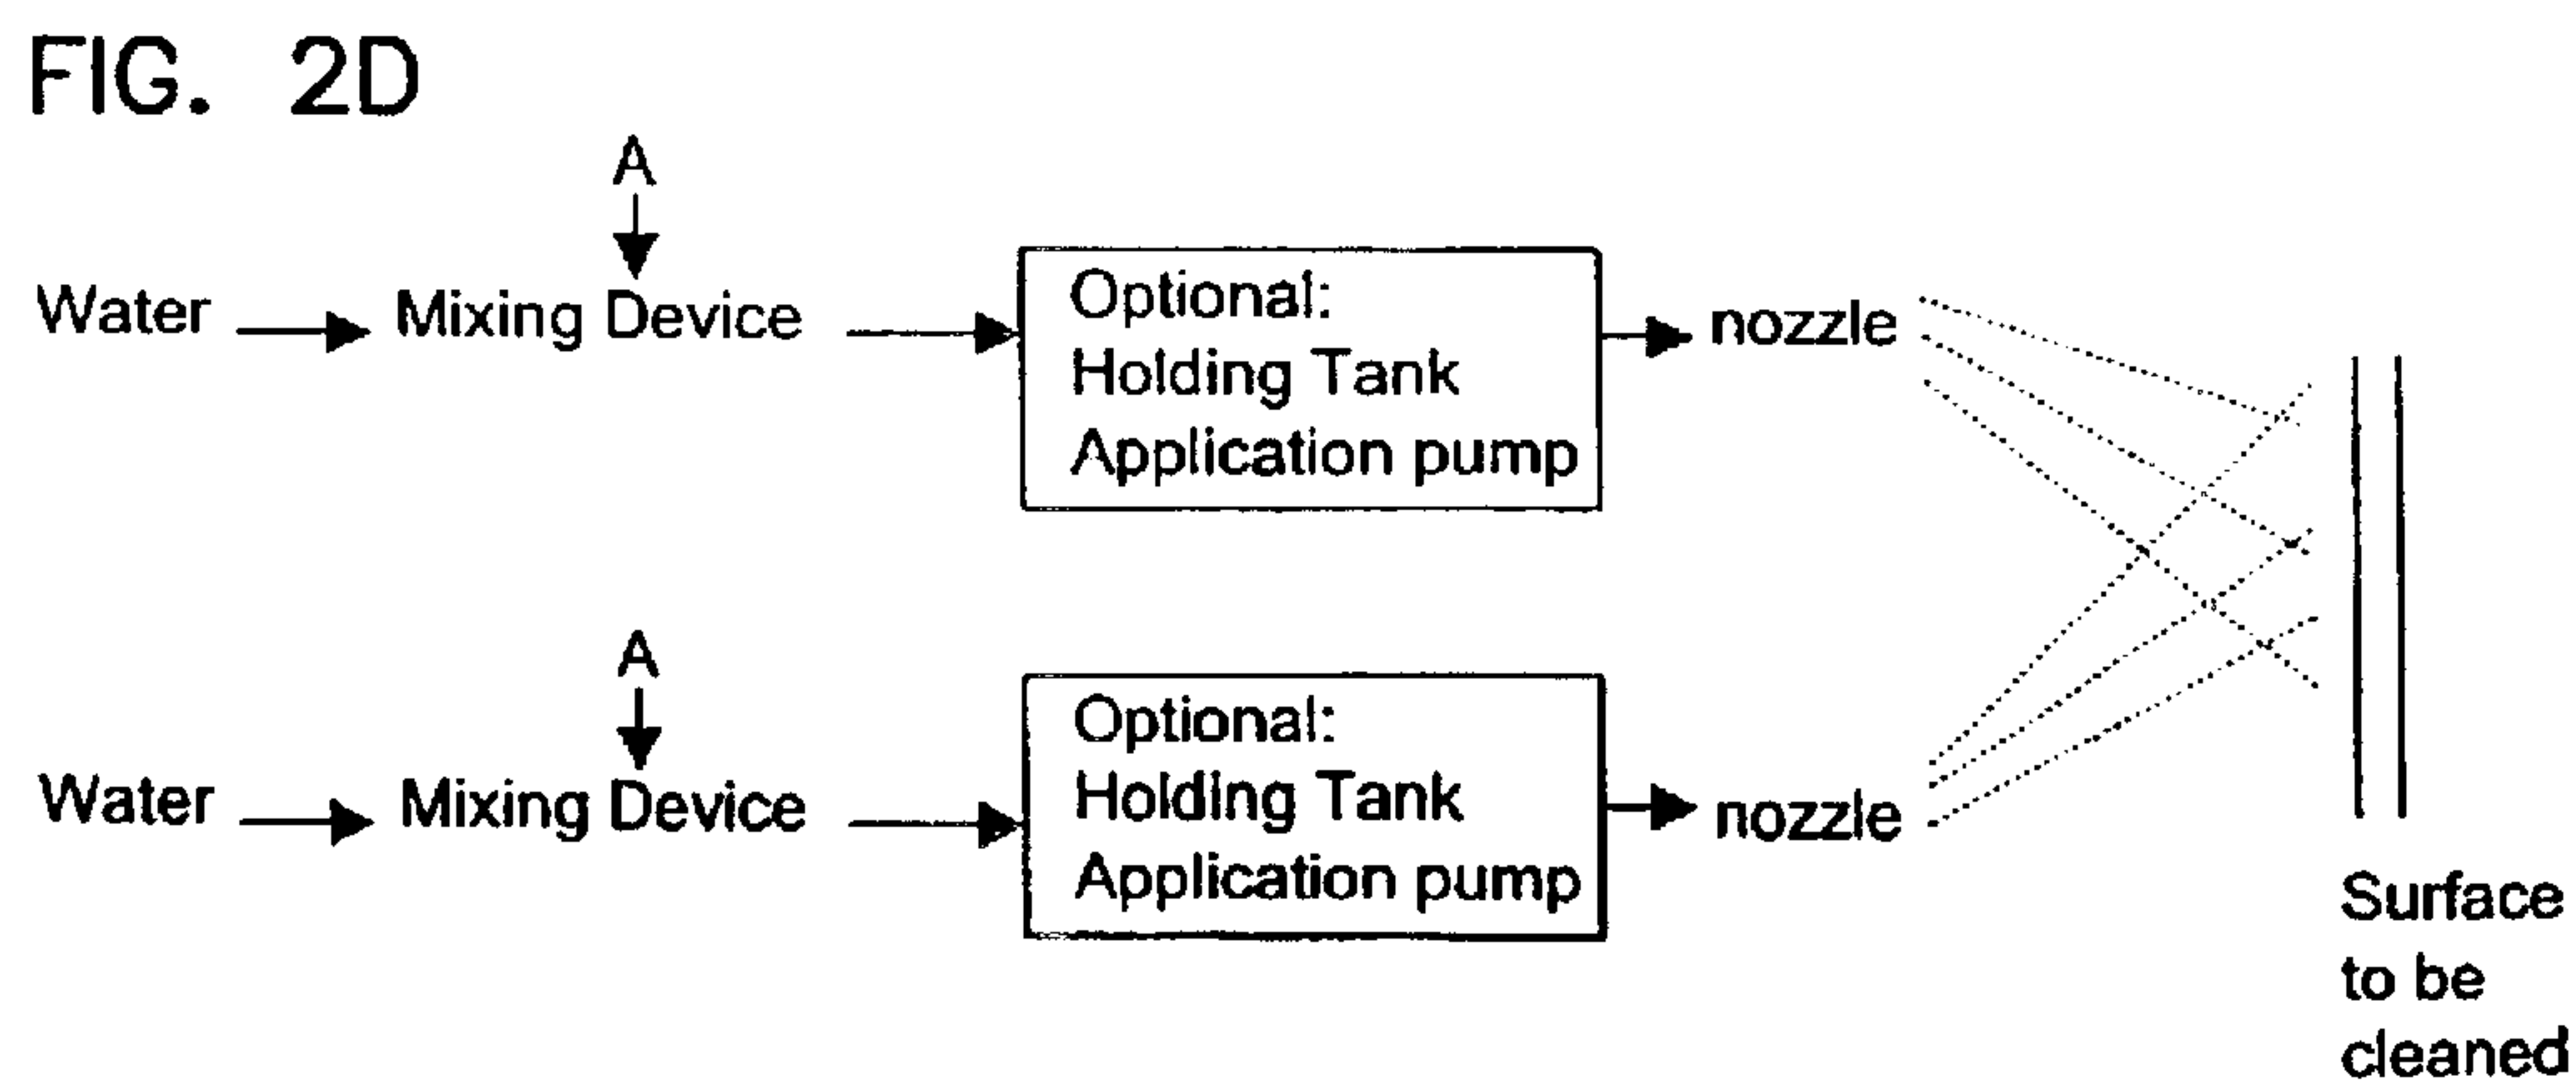 FIG. 2D
A
Water Mixing Device
Optional:
Holding Tank
Application pump
nozzle
A
Water Mixing Device
Optional:
Holding Tank
Application pump
nozzle
Surface
to be
cleaned